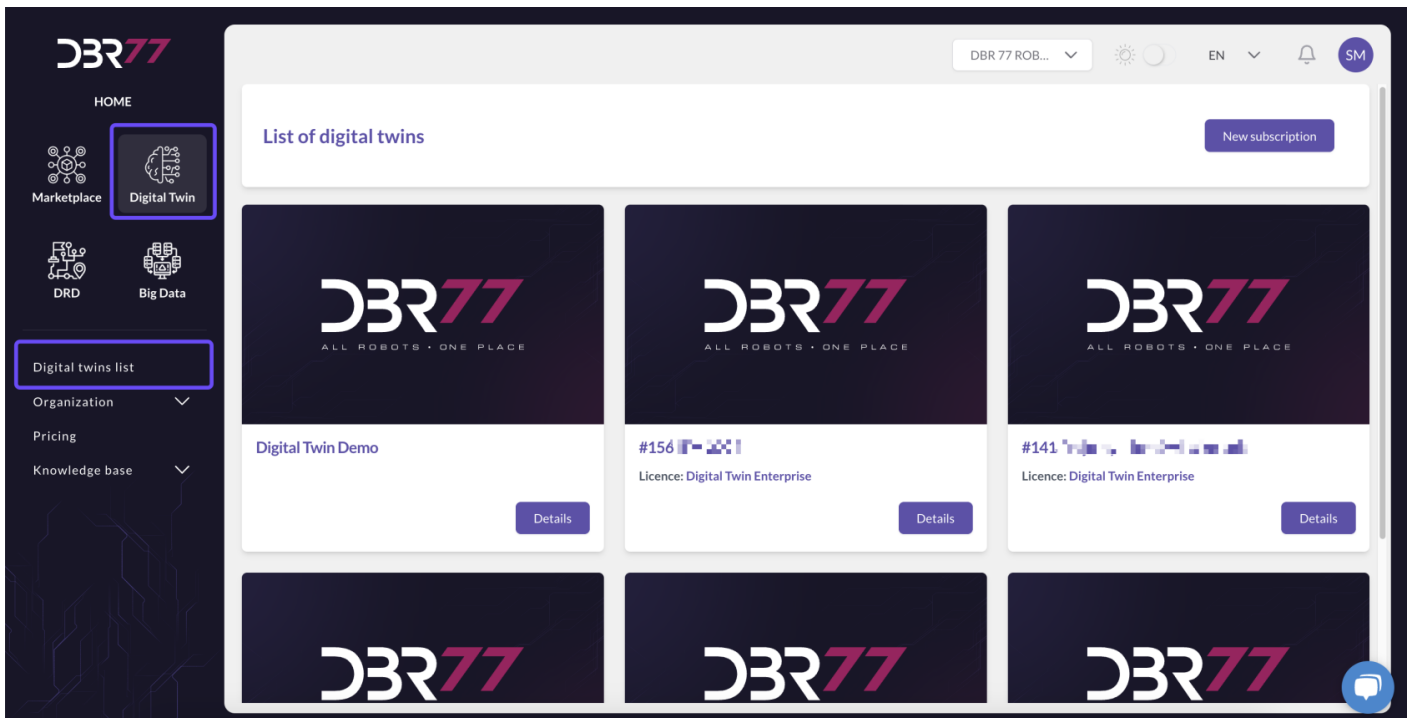 DBR77
HOME
Marketplace
Digital Twin
DRD
Big Data
Digital twins list
Organization
Pricing
Knowledge base
DBR 77 ROB...
EN
SM
List of digital twins
New subscription
DBR77
ALL ROBOTS • ONE PLACE
Digital Twin Demo
Details
DBR77
ALL ROBOTS • ONE PLACE
#156
Licence: Digital Twin Enterprise
Details
DBR77
ALL ROBOTS • ONE PLACE
#141
Licence: Digital Twin Enterprise
Details
DBR77
DBR77
DBR77